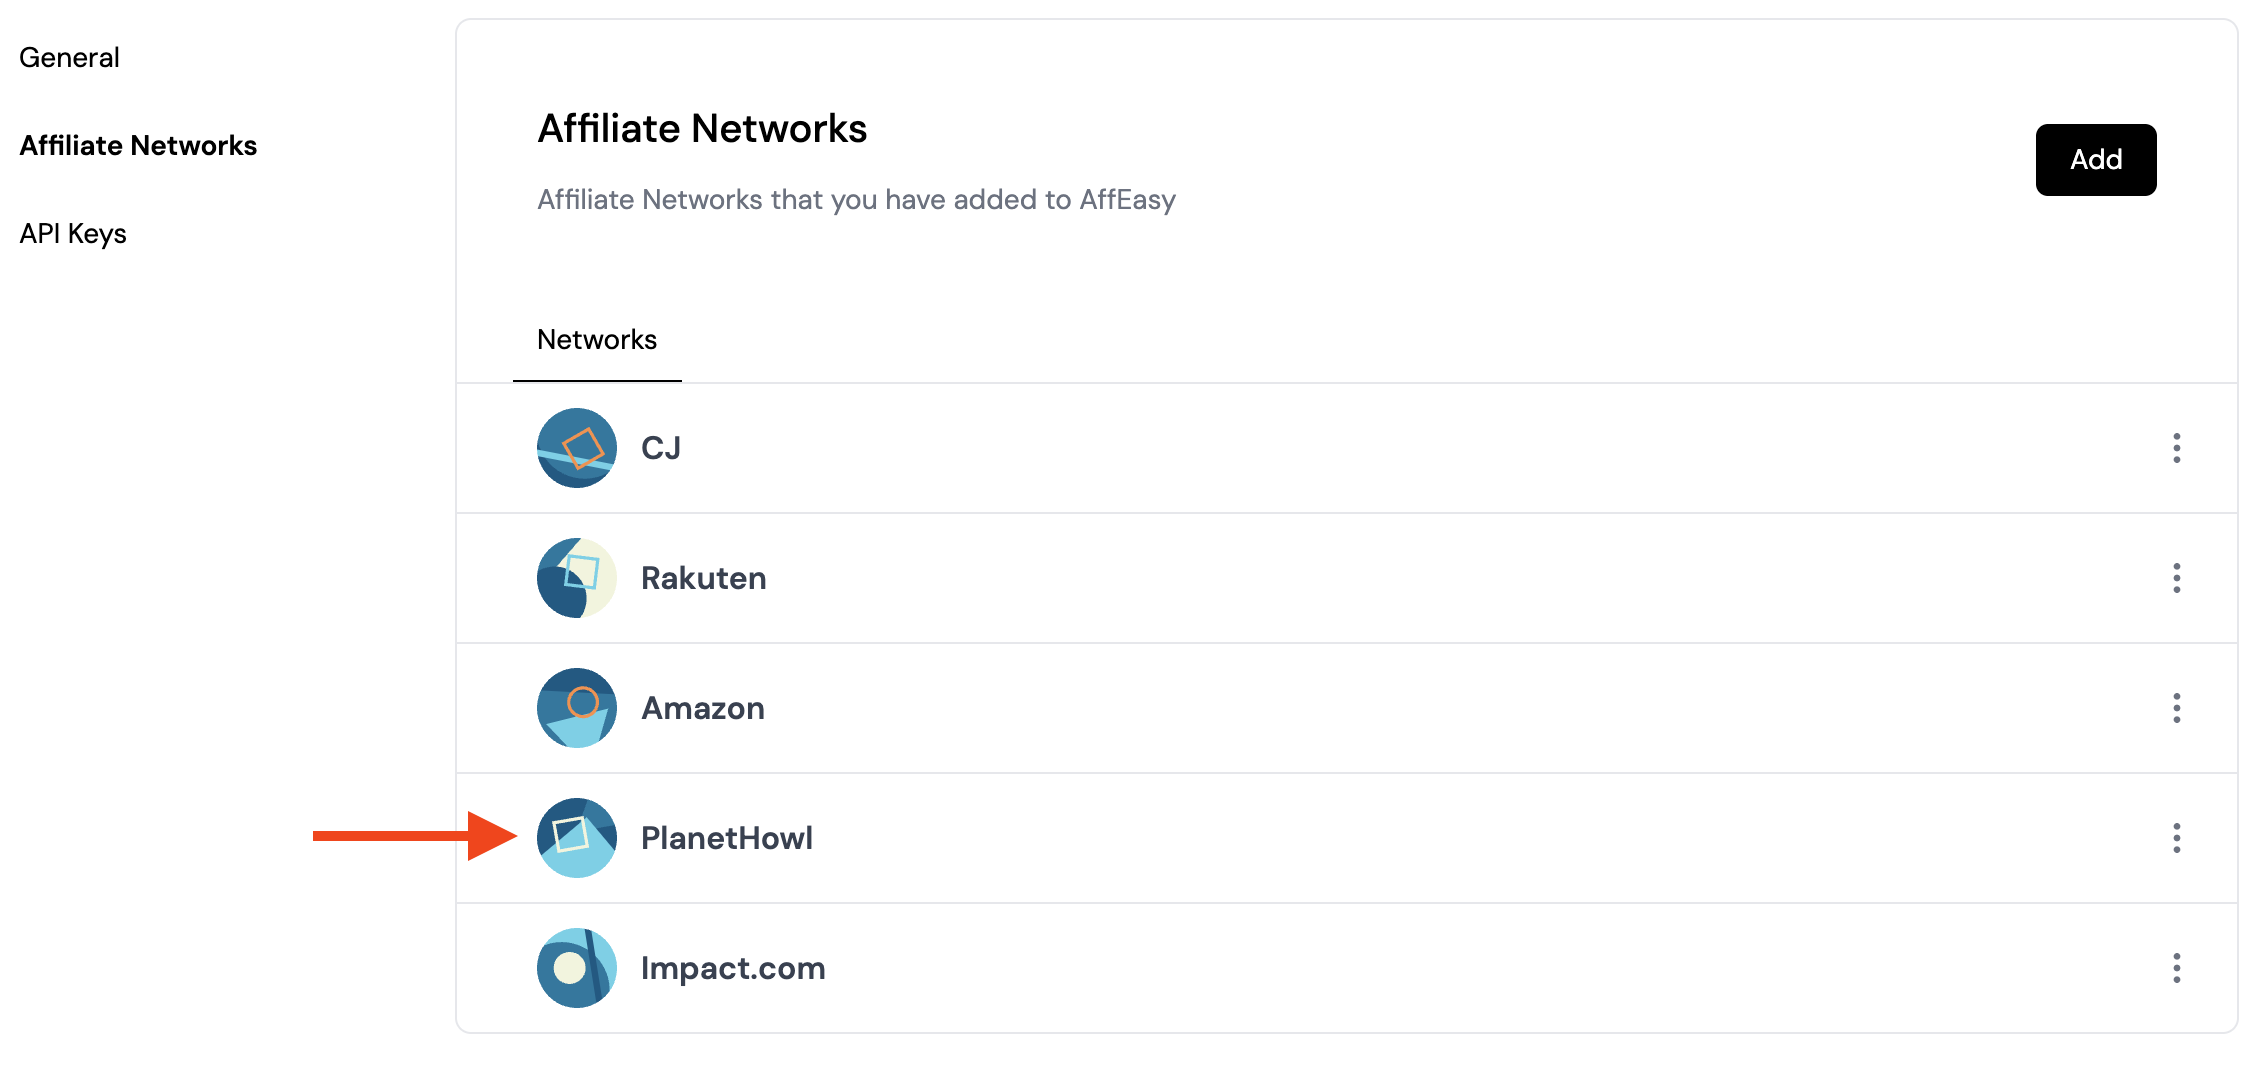 General
Affiliate Networks
API Keys
Affiliate Networks
Affiliate Networks that you have added to AffEasy
Add
Networks
CJ
Rakuten
Amazon
PlanetHowl
Impact.com